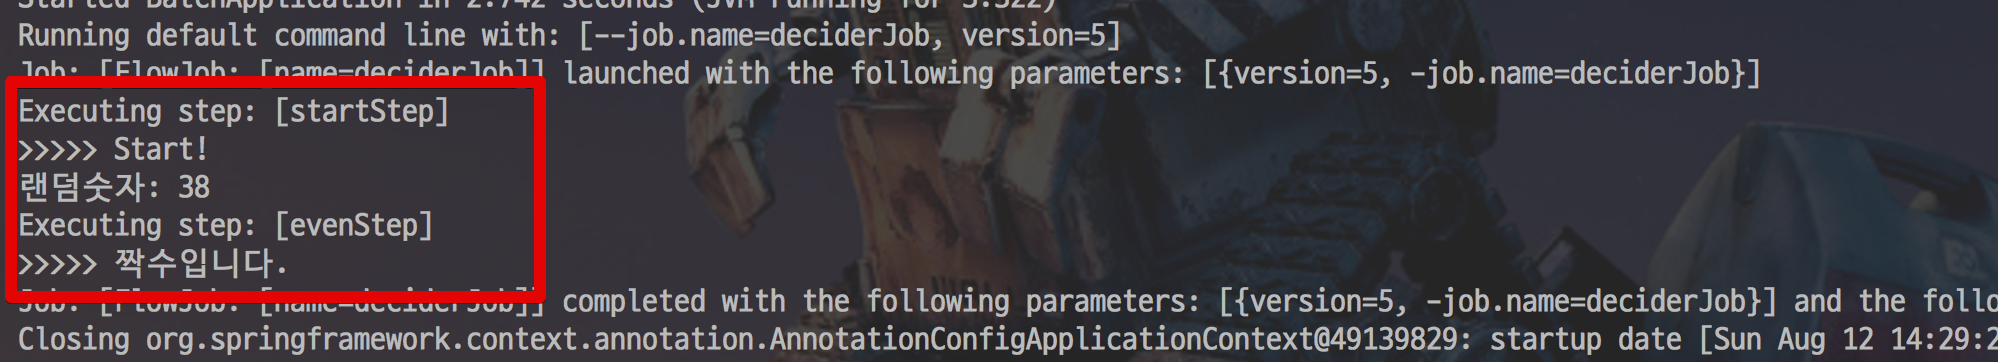 Started BatchApplication in 2.742 seconds (JVM running for 3.322)
Running default command line with: [--job.name=deciderJob, version=5]
Job: [FlowJob: [name=deciderJob]] launched with the following parameters: [{version=5, -job.name=deciderJob}]
Executing step: [startStep]
>>>>> Start!
랜덤숫자: 38
Executing step: [evenStep]
>>>>> 짝수입니다.
Job: [FlowJob: [name=deciderJob]] completed with the following parameters: [{version=5, -job.name=deciderJob}] and the follo
Closing org.springframework.context.annotation.AnnotationConfigApplicationContext@49139829: startup date [Sun Aug 12 14:29:2